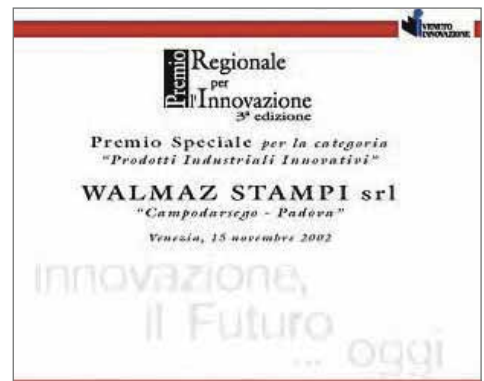 VENETO
INNOVAZIONE
Premio
Regionale
per
l'Innovazione
3ª edizione
Premio Speciale per la categoria
"Prodotti Industriali Innovativi"
WALMAZ STAMPI srl
"Campodarsego - Padova"
Venezia, 15 novembre 2002
innovazione,
il Futuro
... oggi